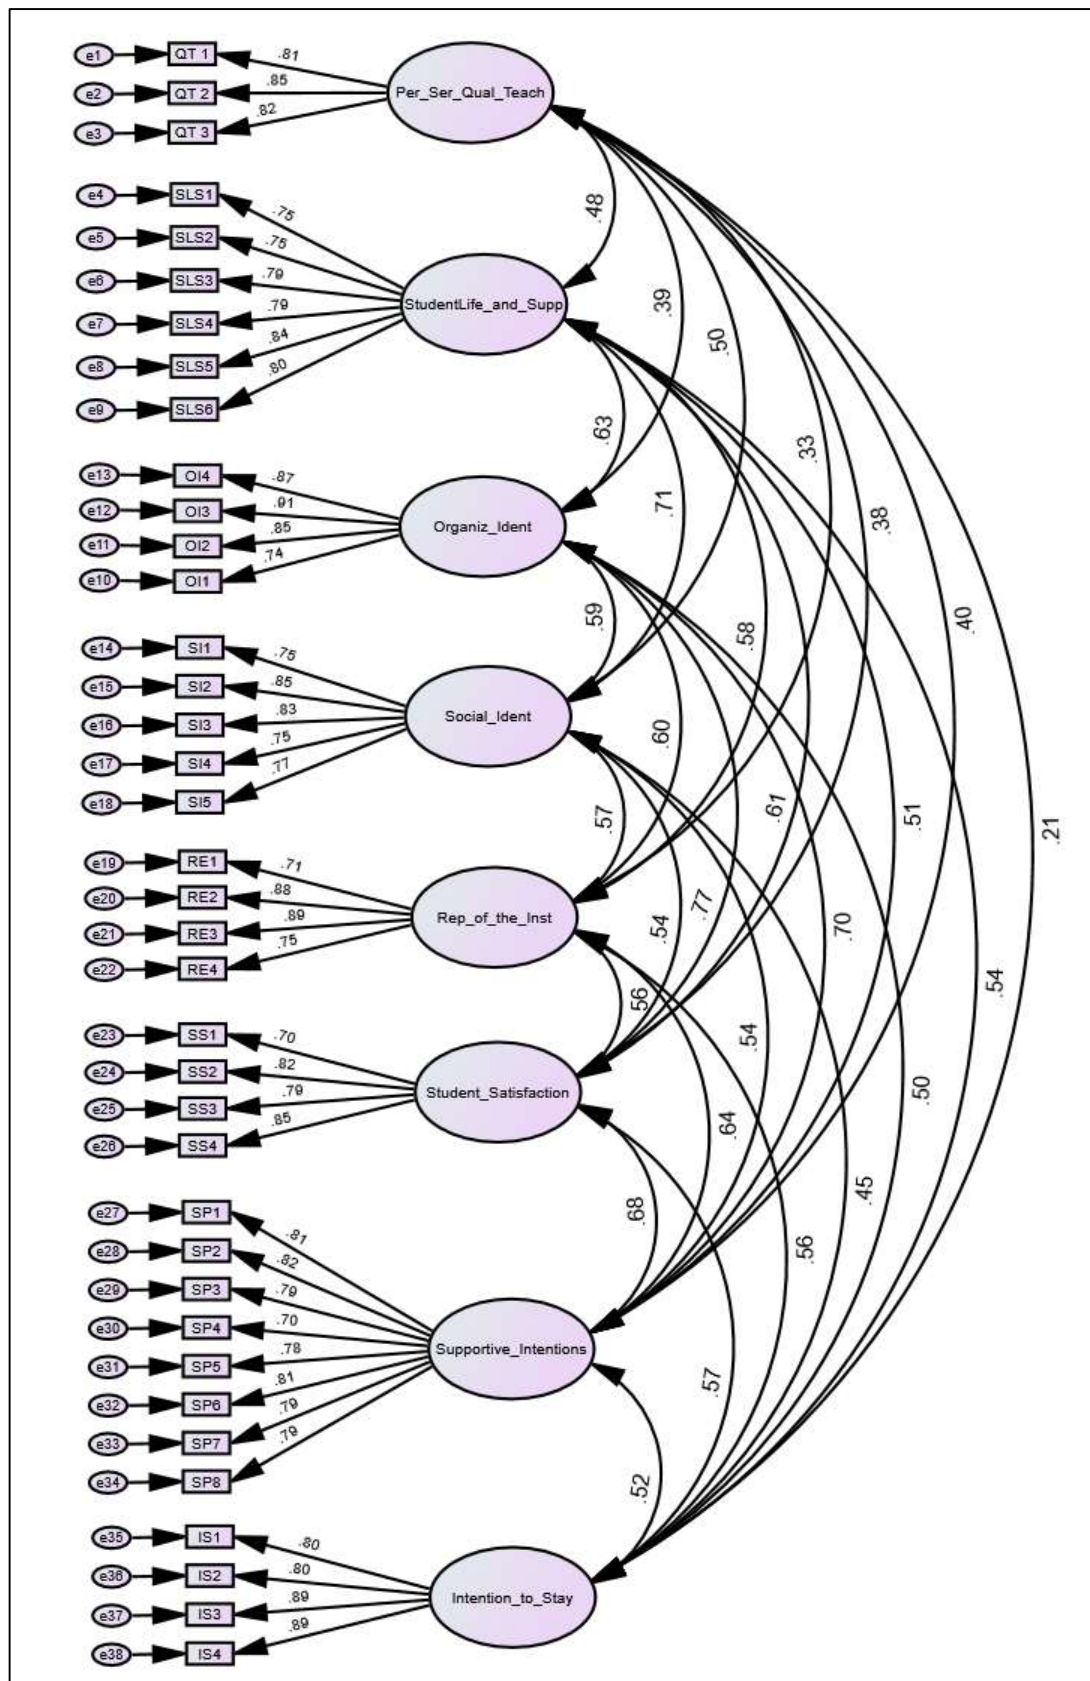 e1 QT 1 .81
e2 QT 2 .85 Per_Ser_Qual_Teach
e3 QT 3 .82
e4 SLS1 .75
.48
e5 SLS2 .75
e6 SLS3 .79
StudentLife_and_Supp .39
e7 SLS4 .79
.50
e8 SLS5 .84
e9 SLS6 .80
.63
.33
e13 OI4 .87
.71
e12 OI3 .91
.38
Organiz_Ident
e11 OI2 .85
e10 OI1 .74
.59
.40
.58
e14 SI1 .75
e15 SI2 .85
Social_Ident
e16 SI3 .83
.60
e17 SI4 .75
e18 SI5 .77
.61
.57
.51
.21
e19 RE1 .71
e20 RE2 .88
.77
Rep_of_the_Inst
.54
.70
e21 RE3 .89
e22 RE4 .75
.54
.56
e23 SS1 .70
.54
e24 SS2 .82
.50
Student_Satisfaction
e25 SS3 .79
.64
e26 SS4 .85
.45
e27 SP1 .81
.68
e28 SP2 .82
.56
e29 SP3 .79
e30 SP4 .70
Supportive_Intentions
e31 SP5 .78
.57
e32 SP6 .81
e33 SP7 .79
e34 SP8 .79
.52
e35 IS1 .80
e36 IS2 .80
Intention_to_Stay
e37 IS3 .89
e38 IS4 .89